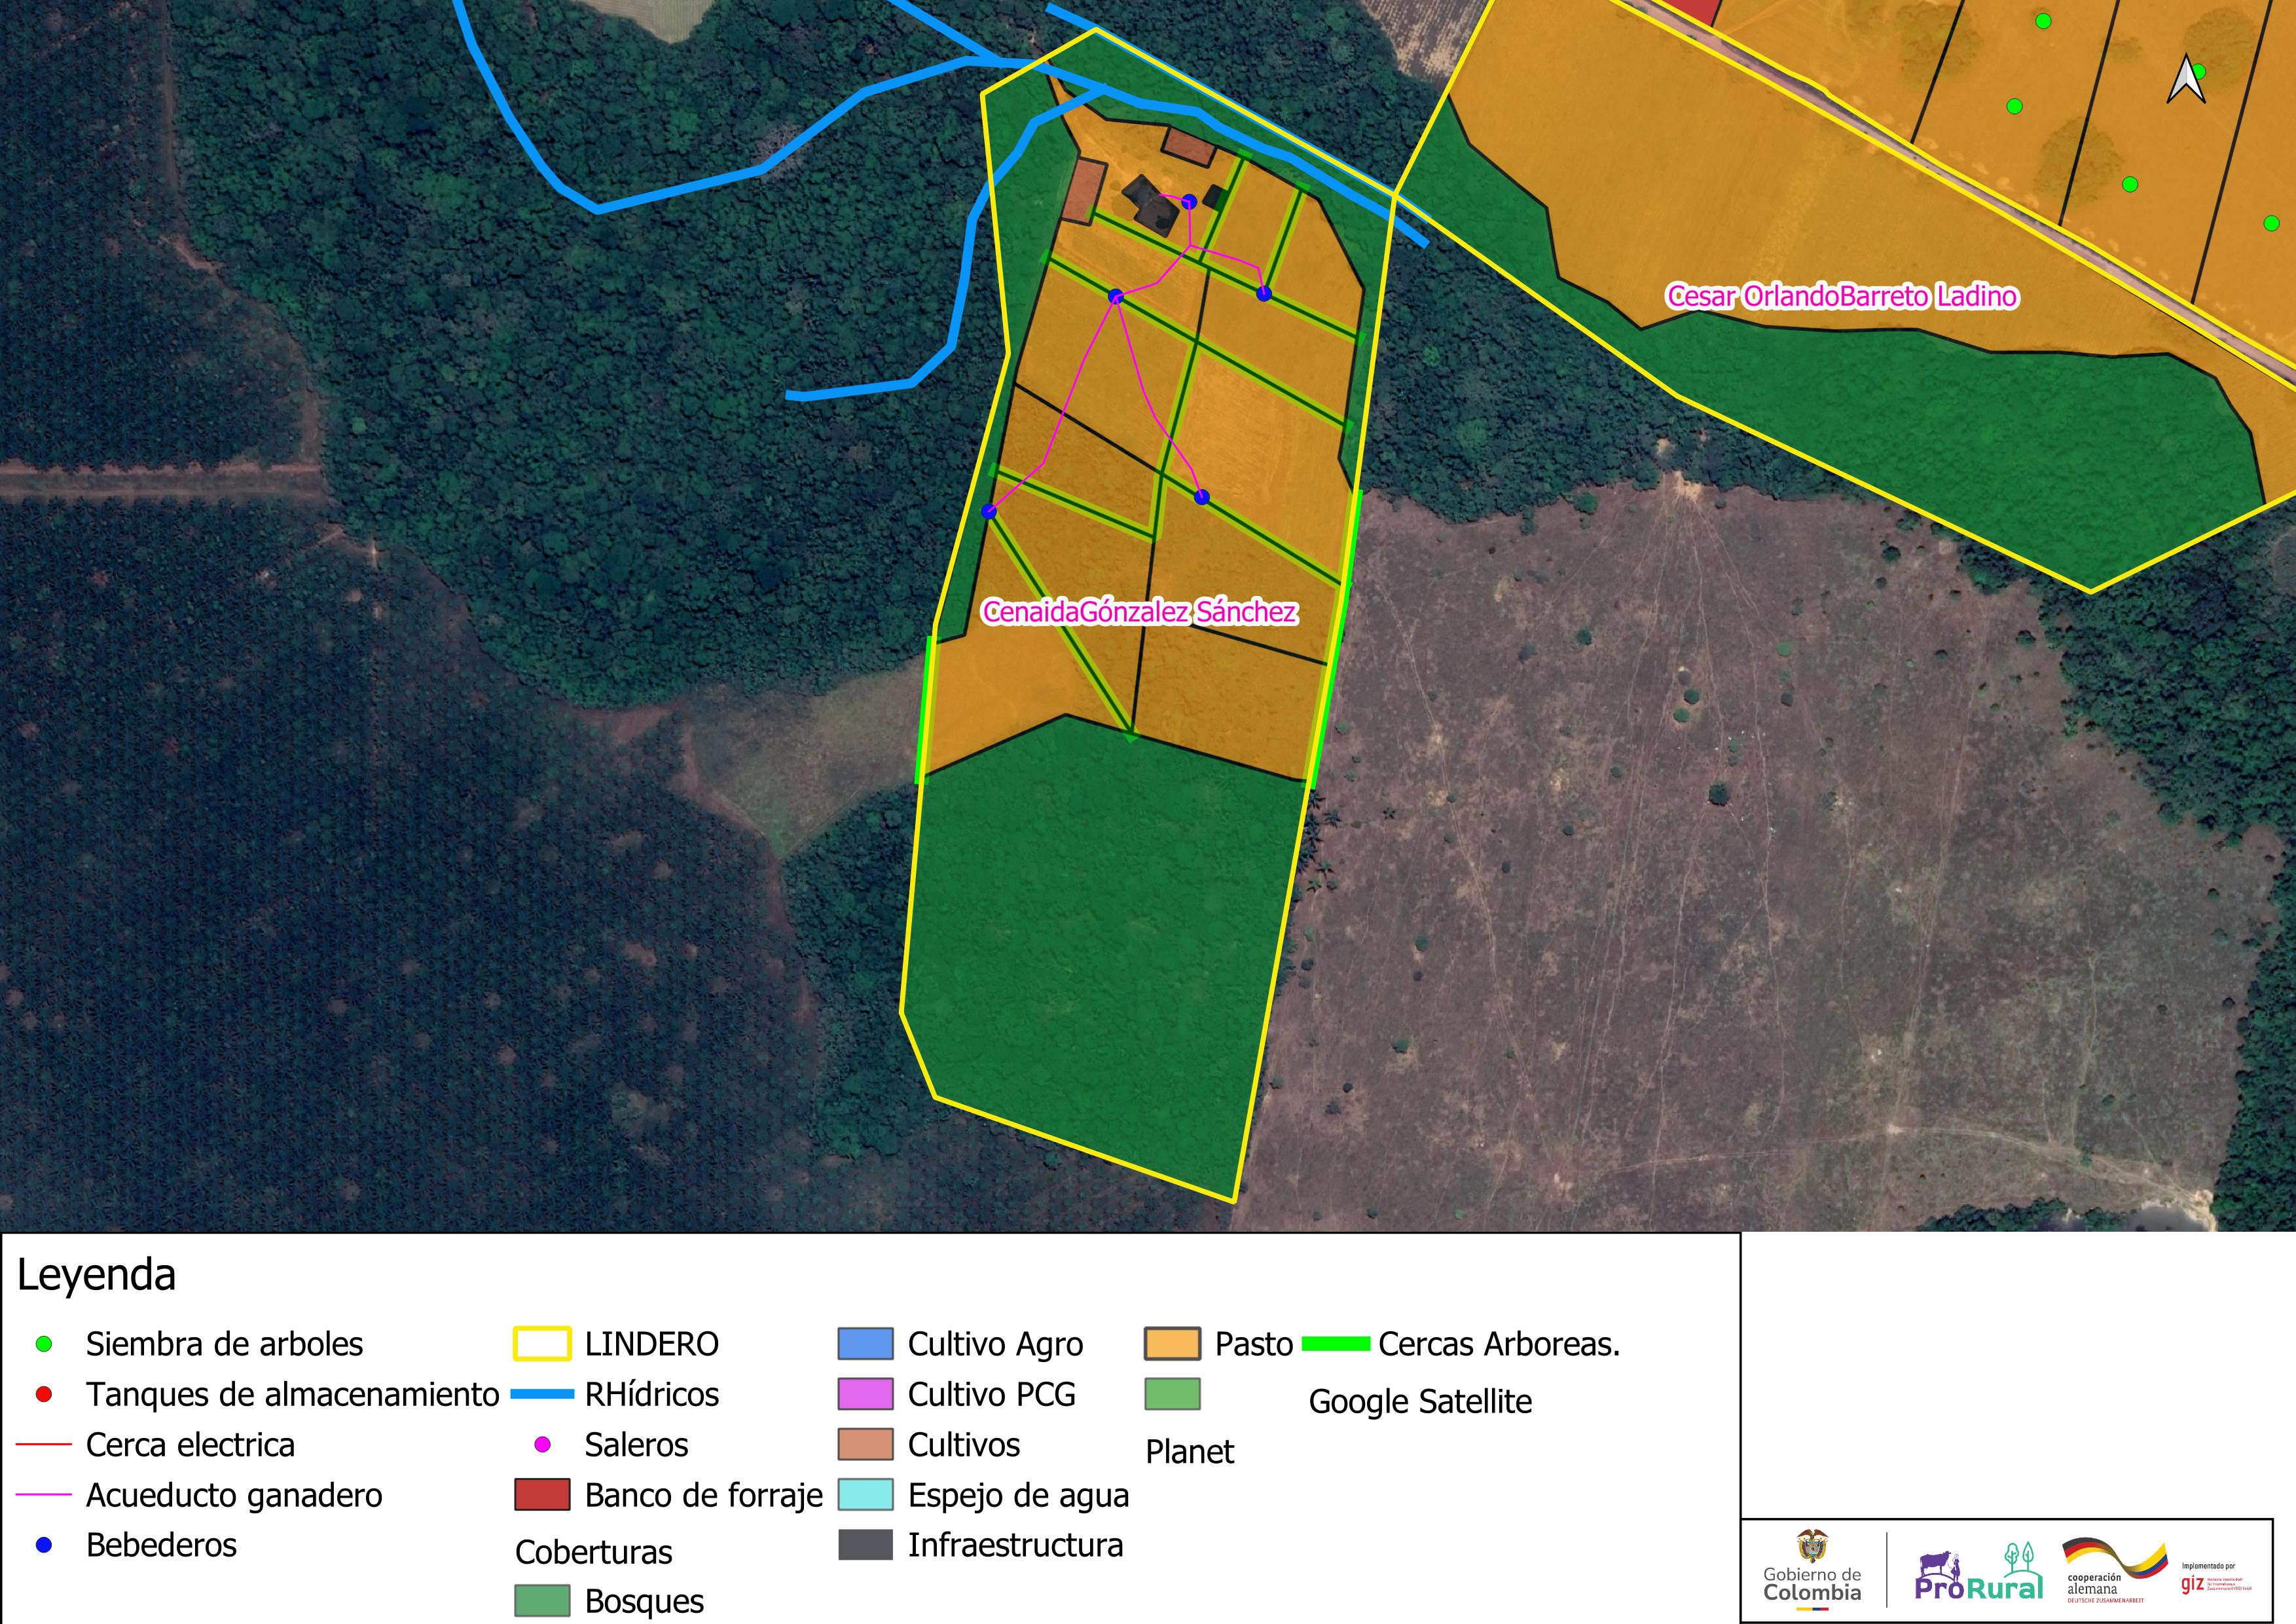 Cesar OrlandoBarreto Ladino
CenaidaGónzalez Sánchez
Leyenda
Siembra de arboles
Tanques de almacenamiento
Cerca electrica
Acueducto ganadero
Bebederos
LINDERO
RHídricos
Saleros
Banco de forraje
Coberturas
Bosques
Cultivo Agro
Cultivo PCG
Cultivos
Espejo de agua
Infraestructura
Pasto
Planet
Cercas Arboreas.
Google Satellite
Gobierno de
Colombia
ProRural
cooperación
alemana
DEUTSCHE ZUSAMMENARBEIT
Implementado por
giz